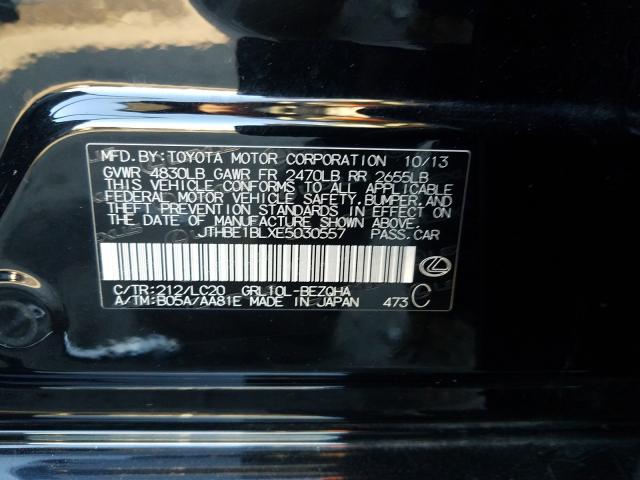 MFD. BY: TOYOTA MOTOR CORPORATION 10/13
GVWR 4830LB GAWR FR 2470LB RR 2655LB
THIS VEHICLE CONFORMS TO ALL APPLICABLE
FEDERAL MOTOR VEHICLE SAFETY, BUMPER, AND
THEFT PREVENTION STANDARDS IN EFFECT ON
THE DATE OF MANUFACTURE SHOWN ABOVE.
JTHBE1BLXE5030557 PASS. CAR
C/TR: 212/LC20 GRL10L-BEZQHA
A/TM: B05A/AA81E MADE IN JAPAN 473 C